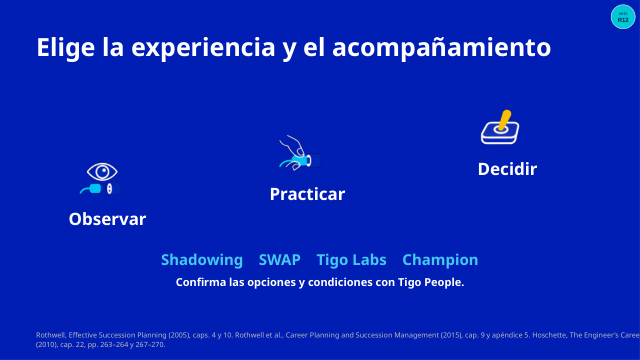 R12
Elige la experiencia y el acompañamiento
Decidir
Practicar
Observar
Shadowing SWAP Tigo Labs Champion
Confirma las opciones y condiciones con Tigo People.
Rothwell, Effective Succession Planning (2005), caps. 4 y 10. Rothwell et al., Career Planning and Succession Management (2015), cap. 9 y apéndice 5. Hoschette, The Engineer's Caree
(2010), cap. 22, pp. 263–264 y 267–270.